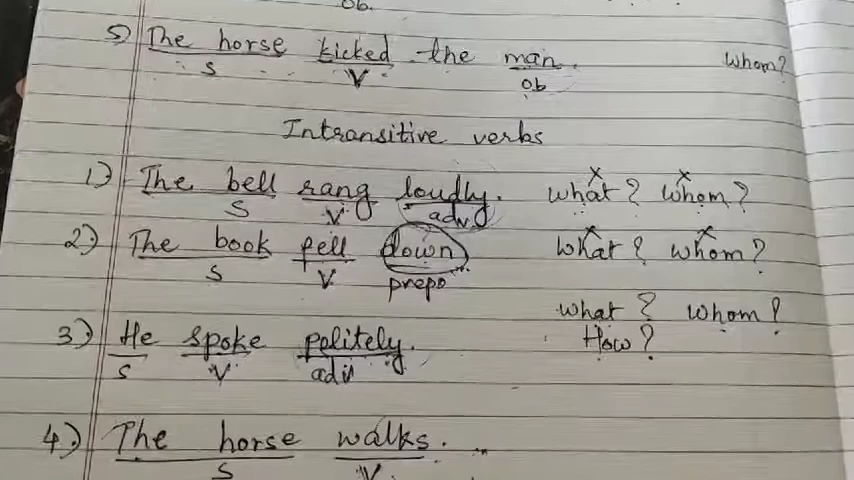 ob.
5) The horse kicked the man. whom?
S V ob
Intransitive verbs
1) The bell rang loudly. what? whom?
S V adv
2) The book fell down what? whom?
S V prepo
what? whom?
3) He spoke politely. How?
S V adv
4) The horse walks.
S V